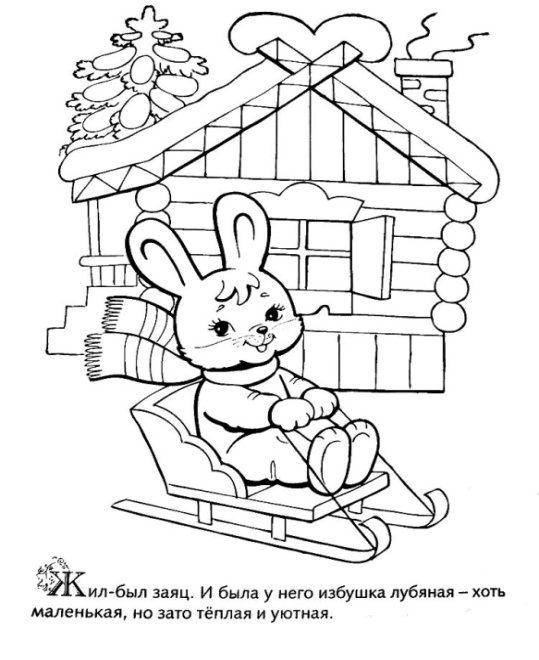 Жил-был заяц. И была у него избушка лубяная – хоть
маленькая, но зато тёплая и уютная.